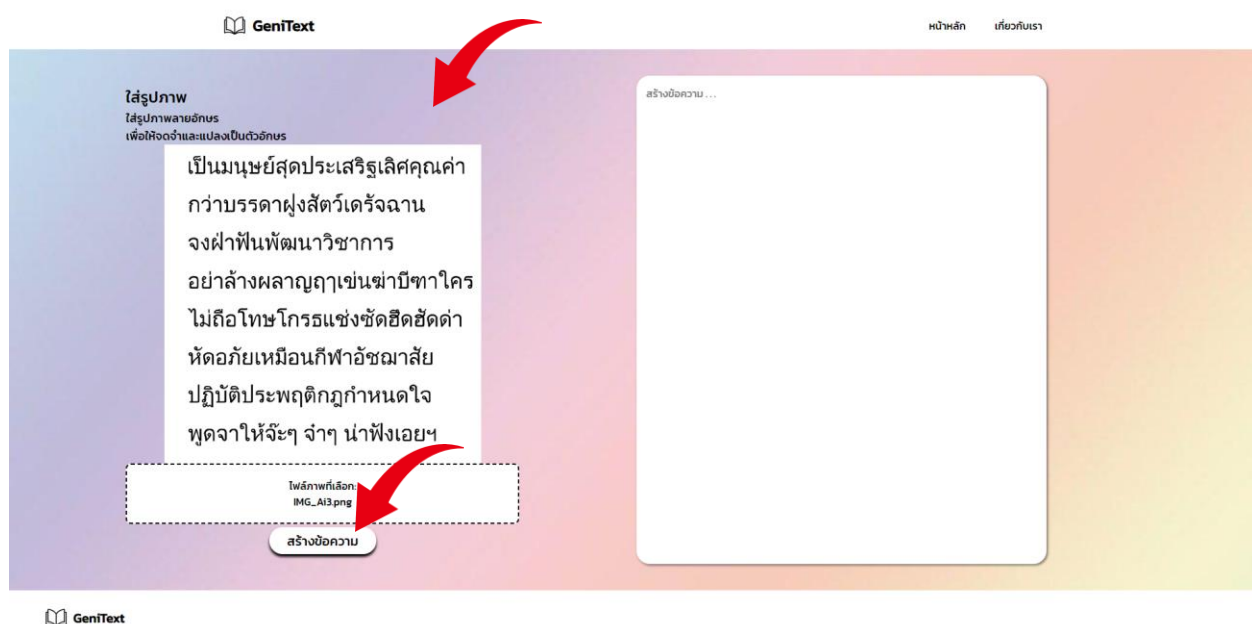 GeniText
หน้าหลัก เกี่ยวกับเรา
ใส่รูปภาพ
ใส่รูปภาพลายอักษร
เพื่อให้จดจำและแปลงเป็นตัวอักษร
เป็นมนุษย์สุดประเสริฐเลิศคุณค่า
กว่าบรรดาฝูงสัตว์เดรัจฉาน
จงฝ่าฟันพัฒนาวิชาการ
อย่าล้างผลาญฤๅเข่นฆ่าบีฑาใคร
ไม่ถือโทษโกรธแช่งซัดฮึดฮัดด่า
หัดอภัยเหมือนกีฬาอัชฌาสัย
ปฏิบัติประพฤติกฎกำหนดใจ
พูดจาให้จ๊ะๆ จ๋าๆ น่าฟังเอยฯ
ไฟล์ภาพที่เลือก:
IMG_Ai3.png
สร้างข้อความ
สร้างข้อความ ...
GeniText